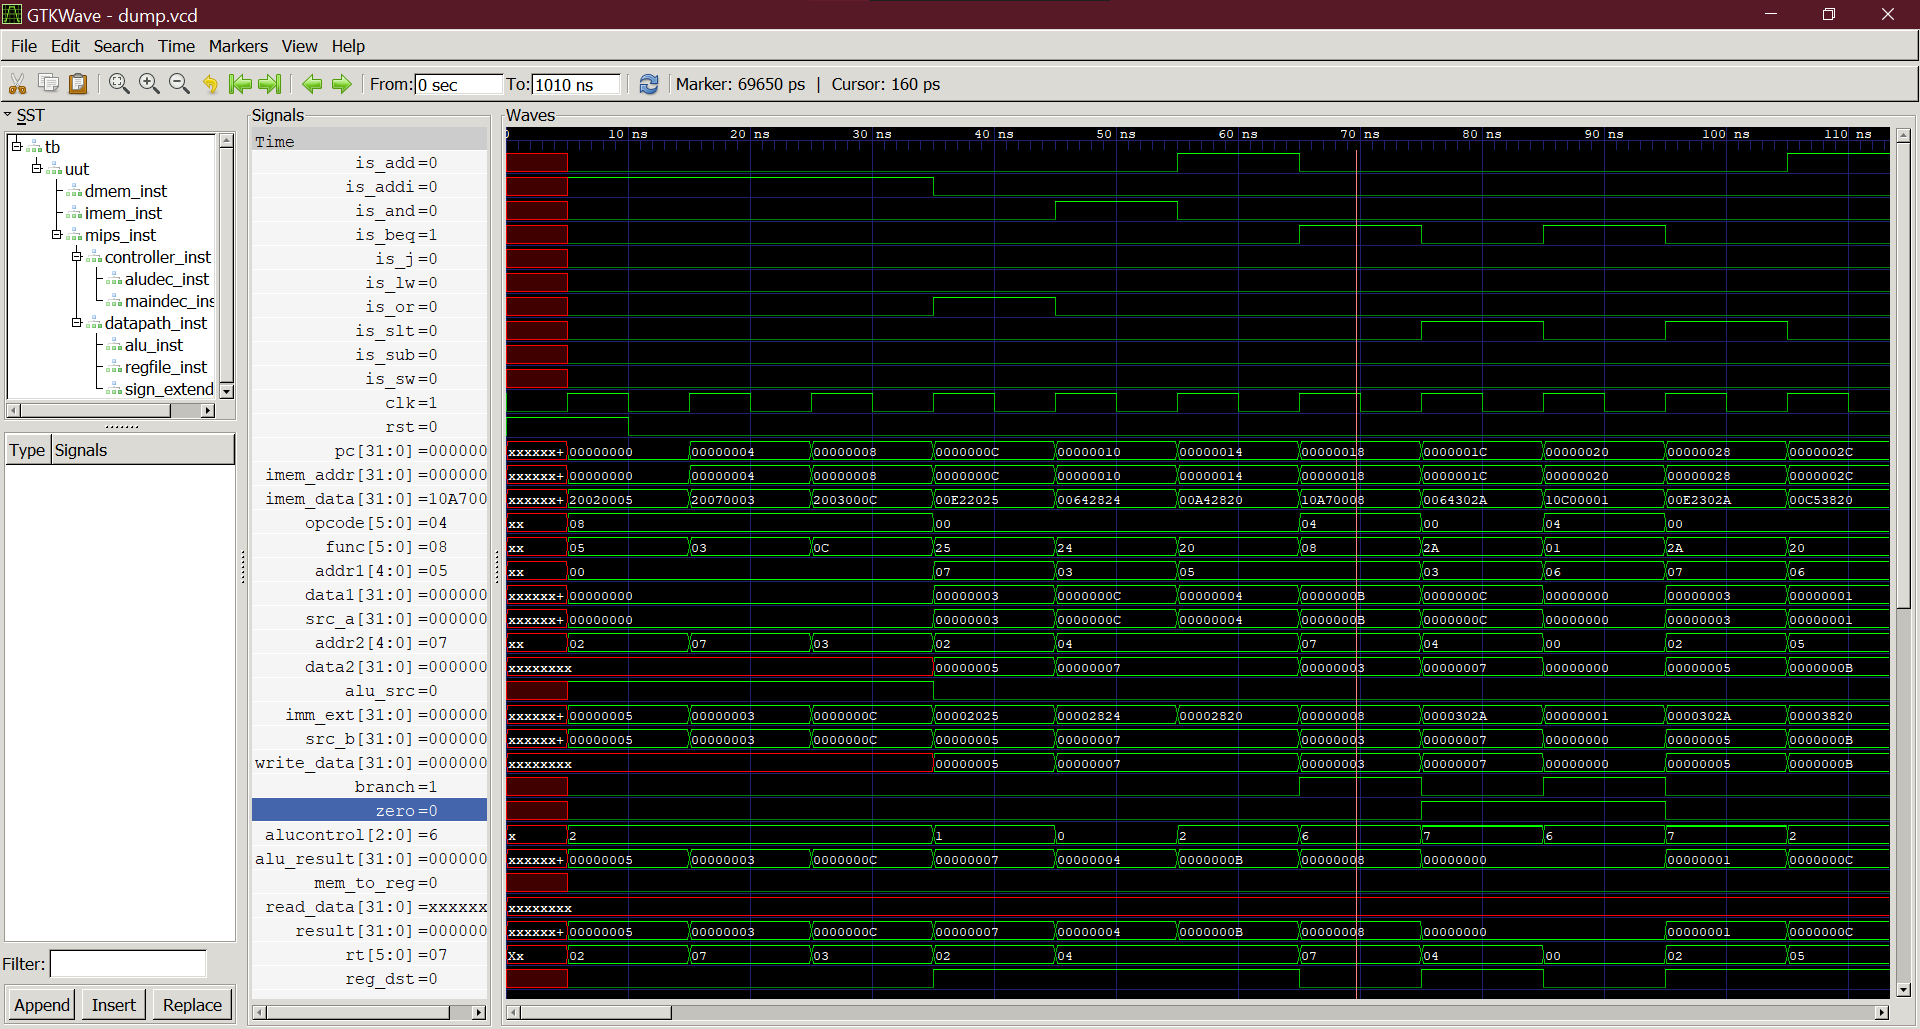 GTKWave - dump.vcd
File Edit Search Time Markers View Help
From: 0 sec To: 1010 ns Marker: 69650 ps | Cursor: 160 ps
SST
tb
uut
dmem_inst
imem_inst
mips_inst
controller_inst
aludec_inst
maindec_ins
datapath_inst
alu_inst
regfile_inst
sign_extend
Type Signals
Filter:
Append Insert Replace
Signals
Time
is_add=0
is_addi=0
is_and=0
is_beq=1
is_j=0
is_lw=0
is_or=0
is_slt=0
is_sub=0
is_sw=0
clk=1
rst=0
pc[31:0]=000000
imem_addr[31:0]=000000
imem_data[31:0]=10A700
opcode[5:0]=04
func[5:0]=08
addr1[4:0]=05
data1[31:0]=000000
src_a[31:0]=000000
addr2[4:0]=07
data2[31:0]=000000
alu_src=0
imm_ext[31:0]=000000
src_b[31:0]=000000
write_data[31:0]=000000
branch=1
zero=0
alucontrol[2:0]=6
alu_result[31:0]=000000
mem_to_reg=0
read_data[31:0]=xxxxxx
result[31:0]=000000
rt[5:0]=07
reg_dst=0
Waves
10 ns 20 ns 30 ns 40 ns 50 ns 60 ns 70 ns 80 ns 90 ns 100 ns 110 ns
xxxxxx+ 00000000 00000004 00000008 0000000C 00000010 00000014 00000018 0000001C 00000020 00000028 0000002C
xxxxxx+ 00000000 00000004 00000008 0000000C 00000010 00000014 00000018 0000001C 00000020 00000028 0000002C
xxxxxx+ 20020005 20070003 2003000C 00E22025 00642824 00A42820 10A70008 0064302A 10C00001 00E2302A 00C53820
xx 08 00 04 00 04 00
xx 05 03 0C 25 24 20 08 2A 01 2A 20
xx 00 07 03 05 03 06 07 06
xxxxxx+ 00000000 00000003 0000000C 00000004 0000000B 0000000C 00000000 00000003 00000001
xxxxxx+ 00000000 00000003 0000000C 00000004 0000000B 0000000C 00000000 00000003 00000001
xx 02 07 03 02 04 07 04 00 02 05
xxxxxxxx 00000005 00000007 00000003 00000007 00000000 00000005 0000000B
xxxxxx+ 00000005 00000003 0000000C 00002025 00002824 00002820 00000008 0000302A 00000001 0000302A 00003820
xxxxxx+ 00000005 00000003 0000000C 00000005 00000007 00000003 00000007 00000000 00000005 0000000B
xxxxxxxx 00000005 00000007 00000003 00000007 00000000 00000005 0000000B
x 2 1 0 2 6 7 6 7 2
xxxxxx+ 00000005 00000003 0000000C 00000007 00000004 0000000B 00000008 00000000 00000001 0000000C
xxxxxxxx
xxxxxx+ 00000005 00000003 0000000C 00000007 00000004 0000000B 00000008 00000000 00000001 0000000C
Xx 02 07 03 02 04 07 04 00 02 05